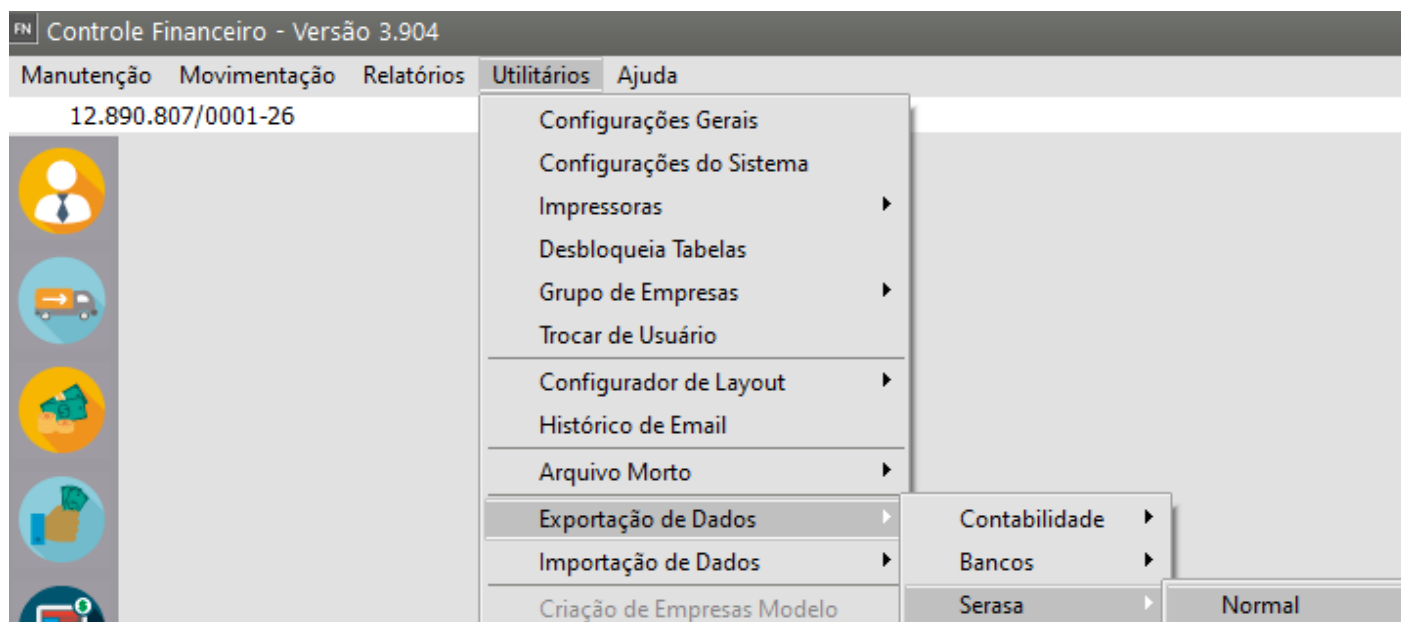 FN Controle Financeiro - Versão 3.904
Manutenção Movimentação Relatórios Utilitários Ajuda
12.890.807/0001-26
Configurações Gerais
Configurações do Sistema
Impressoras
Desbloqueia Tabelas
Grupo de Empresas
Trocar de Usuário
Configurador de Layout
Histórico de Email
Arquivo Morto
Exportação de Dados
Importação de Dados
Criação de Empresas Modelo
Contabilidade
Bancos
Serasa
Normal